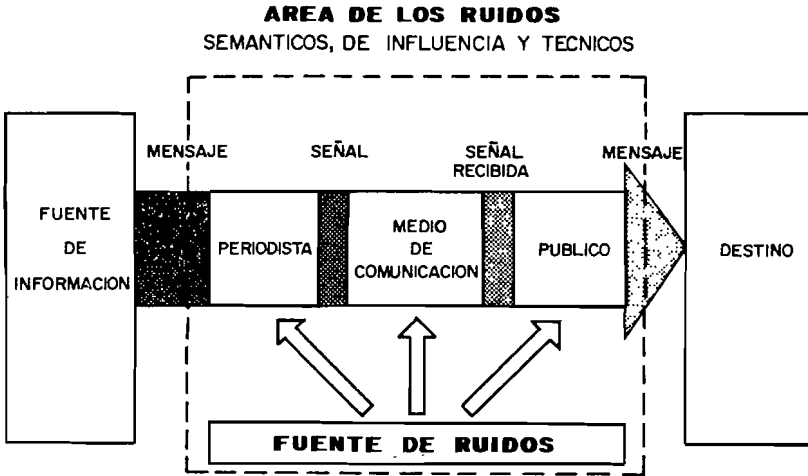 AREA DE LOS RUIDOS
SEMANTICOS, DE INFLUENCIA Y TECNICOS
MENSAJE
SEÑAL
SEÑAL
RECIBIDA
MENSAJE
FUENTE
DE
INFORMACION
PERIODISTA
MEDIO
DE
COMUNICACION
PUBLICO
DESTINO
FUENTE DE RUIDOS